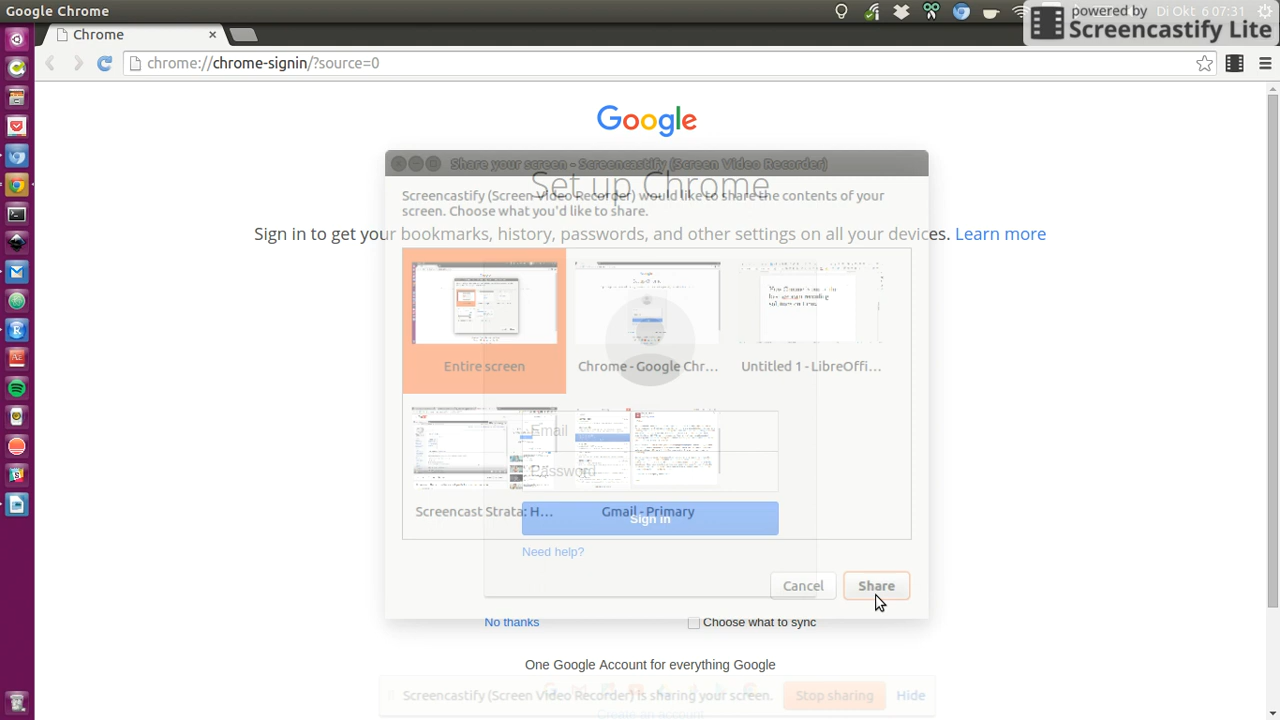 Google Chrome
Di Okt 6 07:31
powered by
Screencastify Lite
Chrome
chrome://chrome-signin/?source=0
Google
Share your screen - Screencastify (Screen Video Recorder)
Set up Chrome
Screencastify (Screen Video Recorder) would like to share the contents of your
screen. Choose what you'd like to share.
Sign in to get your bookmarks, history, passwords, and other settings on all your devices. Learn more
Entire screen
Chrome - Google Chr...
Untitled 1 - LibreOffi...
Email
Password
Screencast Strata: H...
Gmail - Primary
Sign in
Need help?
Cancel
Share
No thanks
Choose what to sync
One Google Account for everything Google
Screencastify (Screen Video Recorder) is sharing your screen.
Stop sharing
Hide
Create an account